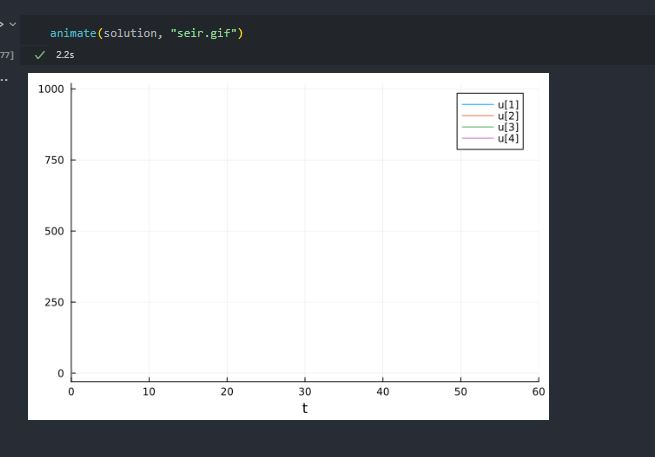 animate(solution, "seir.gif")
77]
2.2s
1000
750
500
250
0
u[1]
u[2]
u[3]
u[4]
0 10 20 30 40 50 60
t